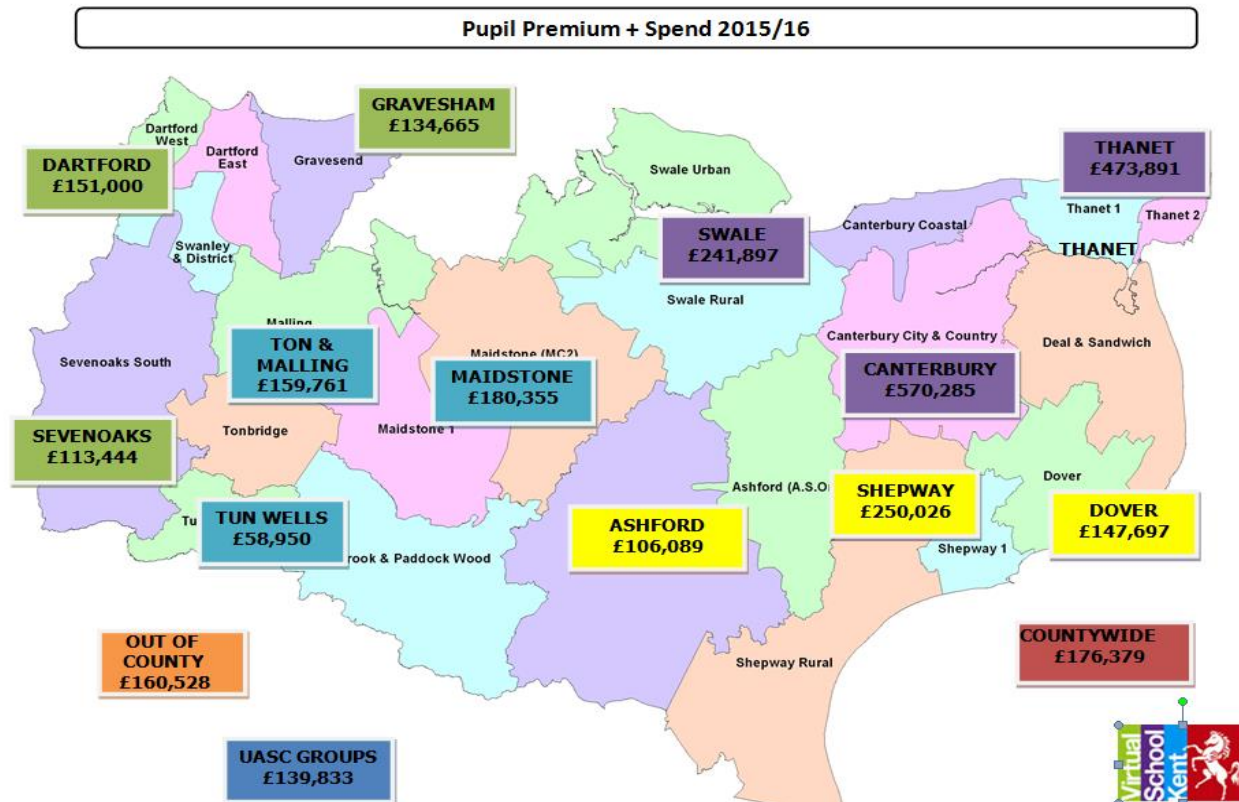 Pupil Premium + Spend 2015/16
GRAVESHAM
£134,665
Dartford
West
Dartford
East
Gravesend
DARTFORD
£151,000
Swale Urban
THANET
£473,891
Thanet 1
Thanet 2
Canterbury Coastal
Swanley
& District
SWALE
£241,897
THANET
Swale Rural
Malling
Sevenoaks South
TON &
MALLING
£159,761
Maidstone (MC2)
MAIDSTONE
£180,355
Canterbury City & Country
CANTERBURY
£570,285
Deal & Sandwich
SEVENOAKS
£113,444
Tonbridge
Maidstone 1
Ashford (A.S.O
SHEPWAY
£250,026
Dover
DOVER
£147,697
Tu
TUN WELLS
£58,950
rook & Paddock Wood
ASHFORD
£106,089
Shepway 1
OUT OF
COUNTY
£160,528
Shepway Rural
COUNTYWIDE
£176,379
UASC GROUPS
£139,833
Virtual
School
Kent